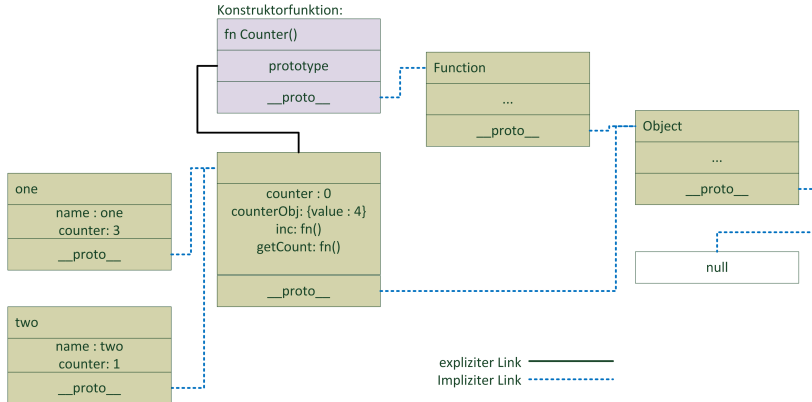 Konstruktorfunktion:
fn Counter()
prototype
__proto__
Function
...
__proto__
Object
...
__proto__
null
counter : 0
counterObj: {value : 4}
inc: fn()
getCount: fn()
__proto__
one
name : one
counter: 3
__proto__
two
name : two
counter: 1
__proto__
expliziter Link
Impliziter Link